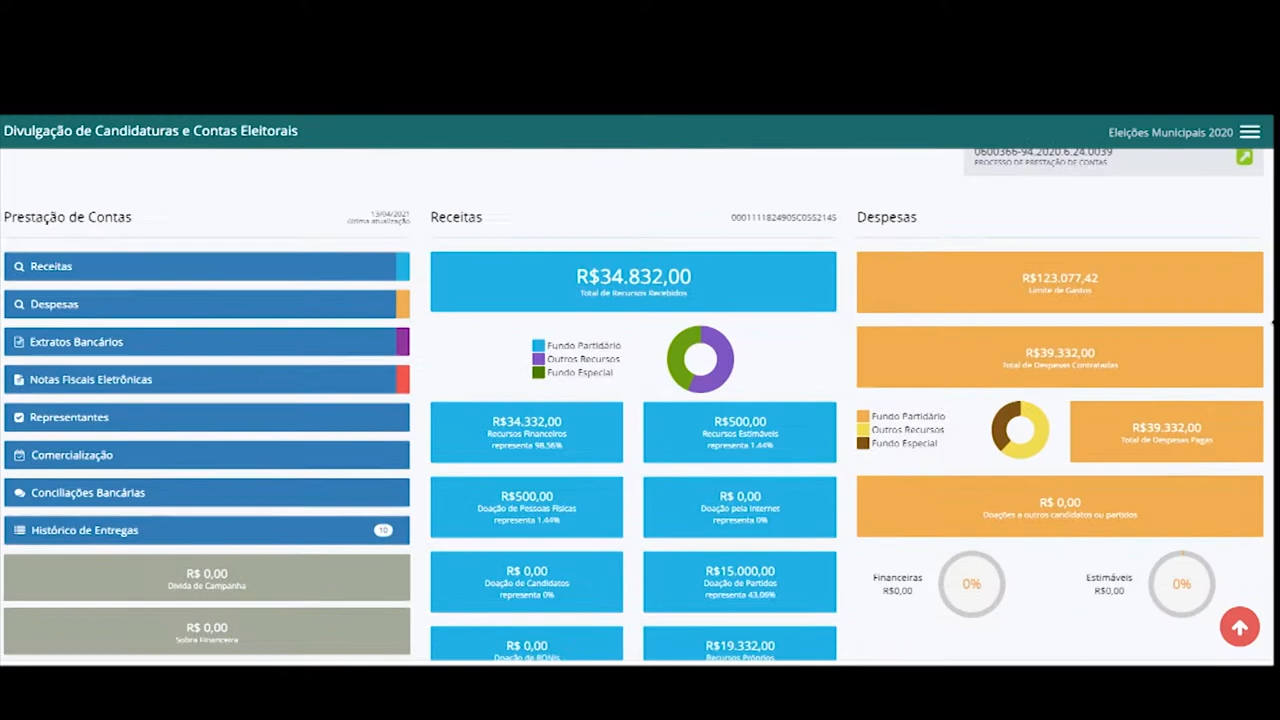 Divulgação de Candidaturas e Contas Eleitorais
Eleições Municipais 2020
0600366-94.2020.6.24.0039
PROCESSO DE PRESTAÇÃO DE CONTAS
Prestação de Contas
13/04/2021
última atualização
Receitas
Despesas
Extratos Bancários
Notas Fiscais Eletrônicas
Representantes
Comercialização
Conciliações Bancárias
Histórico de Entregas
10
R$ 0,00
Dívida de Campanha
R$ 0,00
Sobra Financeira
Receitas
R$34.832,00
Total de Recursos Recebidos
Fundo Partidário
Outros Recursos
Fundo Especial
R$34.332,00
Recursos Financeiros
representa 98.56%
R$500,00
Recursos Estimáveis
representa 1.44%
R$500,00
Doação de Pessoas Físicas
representa 1.44%
R$ 0,00
Doação pela Internet
representa 0%
R$ 0,00
Doação de Candidatos
representa 0%
R$15.000,00
Doação de Partidos
representa 43.06%
R$ 0,00
Doação de RONIs
R$19.332,00
Recursos Próprios
Despesas
R$123.077,42
Limite de Gastos
R$39.332,00
Total de Despesas Contratadas
Fundo Partidário
Outros Recursos
Fundo Especial
R$39.332,00
Total de Despesas Pagas
R$ 0,00
Doações a outros candidatos ou partidos
Financeiras
R$0,00
0%
Estimáveis
R$0,00
0%